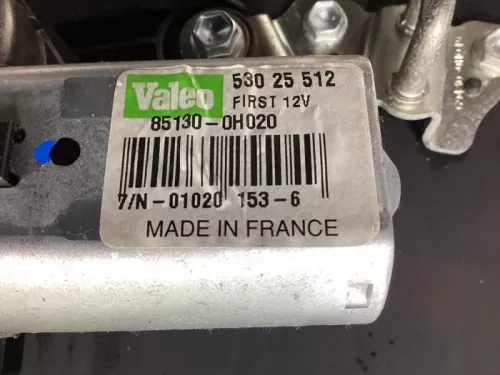 Valeo 530 25 512
FIRST 12V
85130-0H020
7/N-01020 153-6
MADE IN FRANCE